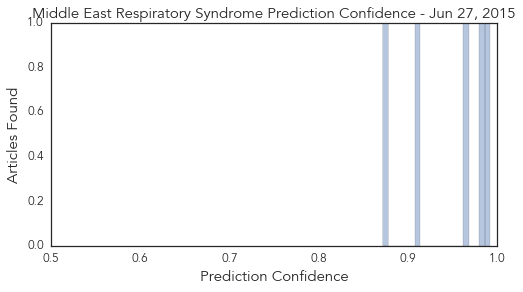 Middle East Respiratory Syndrome Prediction Confidence - Jun 27, 2015
1.0
0.8
0.6
0.4
0.2
0.0
Articles Found
0.5 0.6 0.7 0.8 0.9 1.0
Prediction Confidence